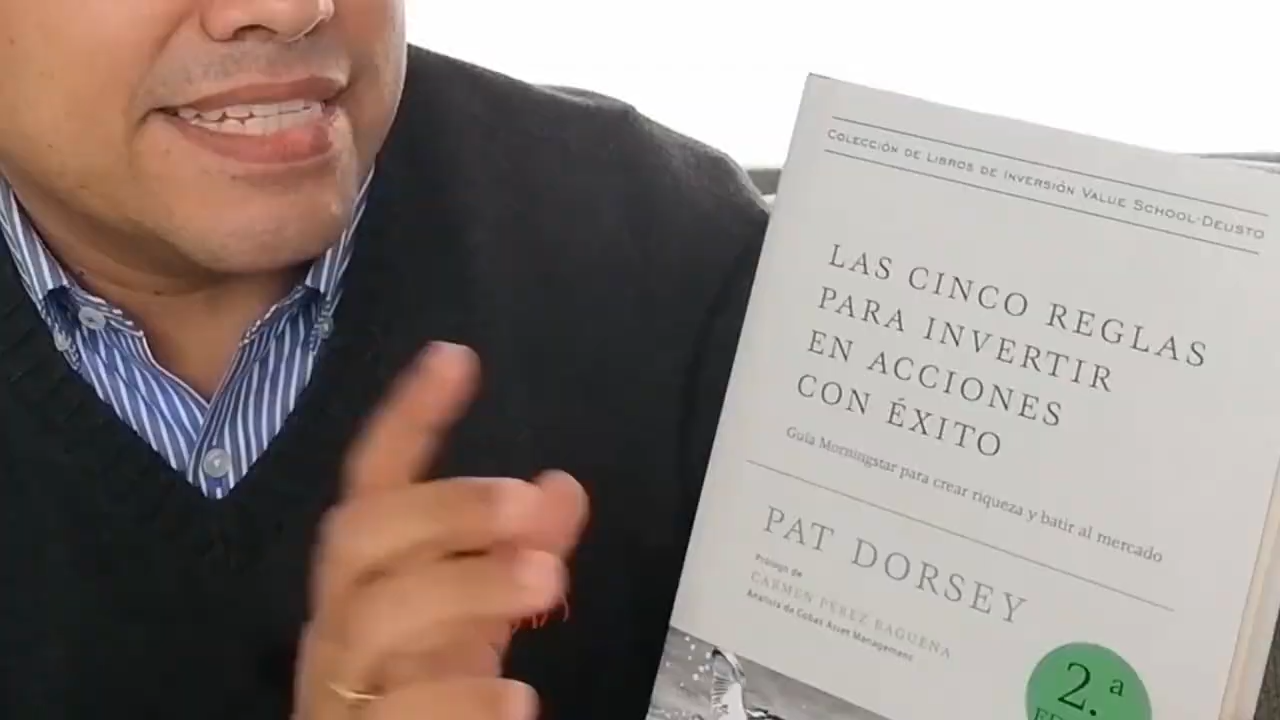 COLECCIÓN DE LIBROS DE INVERSIÓN VALUE SCHOOL-DEUSTO
LAS CINCO REGLAS
PARA INVERTIR
EN ACCIONES
CON ÉXITO
Guía Morningstar para crear riqueza y batir al mercado
PAT DORSEY
Prólogo de
CARMEN PÉREZ BAGUENA
Analista de Cobas Asset Management
2.ª